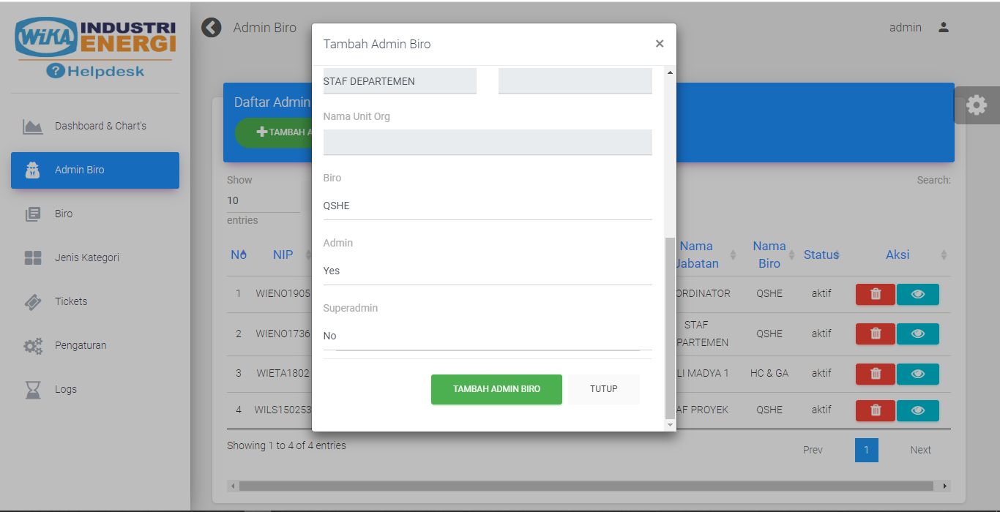 WiKA INDUSTRI
ENERGI
? Helpdesk
Dashboard & Chart's
Admin Biro
Biro
Jenis Kategori
Tickets
Pengaturan
Logs
Admin Biro
admin
Daftar Admin
TAMBAH A
Show
10
entries
Search:
No NIP Nama Jabatan Nama Biro Status Aksi
1 WIENO1905 ORDINATOR QSHE aktif
2 WIENO1736 STAF PARTEMEN QSHE aktif
3 WIETA1802 LI MADYA 1 HC & GA aktif
4 WILS150253 AF PROYEK QSHE aktif
Showing 1 to 4 of 4 entries
Prev 1 Next
Tambah Admin Biro ×
STAF DEPARTEMEN
Nama Unit Org
Biro
QSHE
Admin
Yes
Superadmin
No
TAMBAH ADMIN BIRO TUTUP